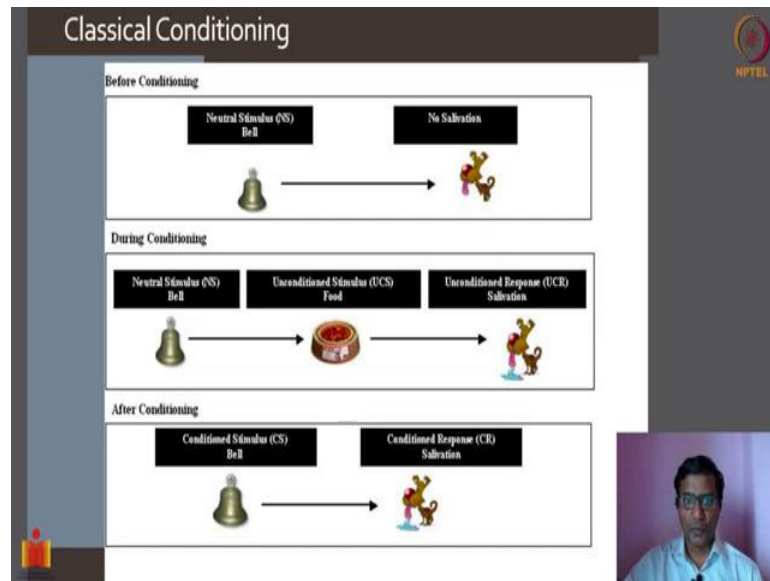 Classical Conditioning
NPTEL
Before Conditioning
Neutral Stimulus (NS)
Bell
No Salivation
During Conditioning
Neutral Stimulus (NS)
Bell
Unconditioned Stimulus (UCS)
Food
Unconditioned Response (UCR)
Salivation
After Conditioning
Conditioned Stimulus (CS)
Bell
Conditioned Response (CR)
Salivation